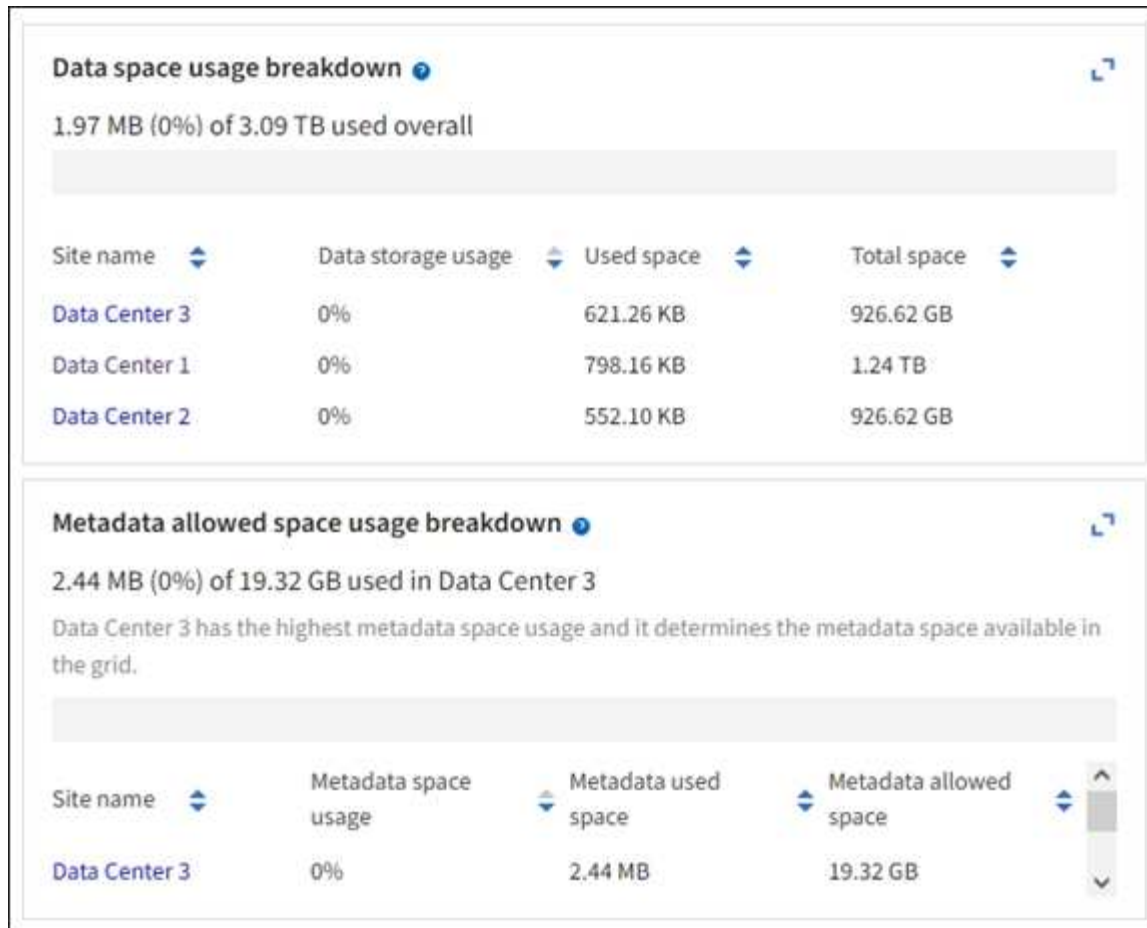 Data space usage breakdown ?
1.97 MB (0%) of 3.09 TB used overall
Site name Data storage usage Used space Total space
Data Center 3 0% 621.26 KB 926.62 GB
Data Center 1 0% 798.16 KB 1.24 TB
Data Center 2 0% 552.10 KB 926.62 GB
Metadata allowed space usage breakdown ?
2.44 MB (0%) of 19.32 GB used in Data Center 3
Data Center 3 has the highest metadata space usage and it determines the metadata space available in
the grid.
Site name Metadata space usage Metadata used space Metadata allowed space
Data Center 3 0% 2.44 MB 19.32 GB